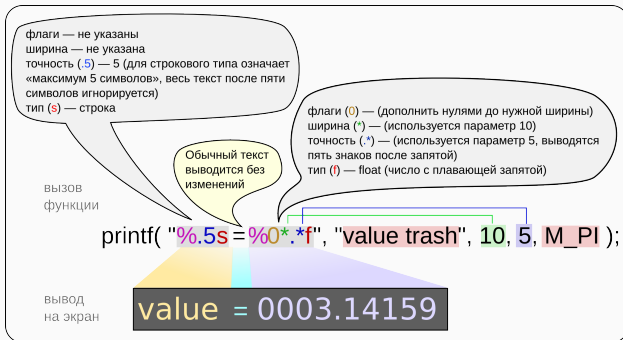 флаги — не указаны
ширина — не указана
точность (.5) — 5 (для строкового типа означает
«максимум 5 символов», весь текст после пяти
символов игнорируется)
тип (s) — строка
флаги (0) — (дополнить нулями до нужной ширины)
ширина (*) — (используется параметр 10)
точность (.*) — (используется параметр 5, выводятся
пять знаков после запятой)
тип (f) — float (число с плавающей запятой)
Обычный текст
выводится без
изменений
вызов
функции
printf( "%.5s=%0*.*f", "value trash", 10, 5, M_PI );
вывод
на экран
value = 0003.14159